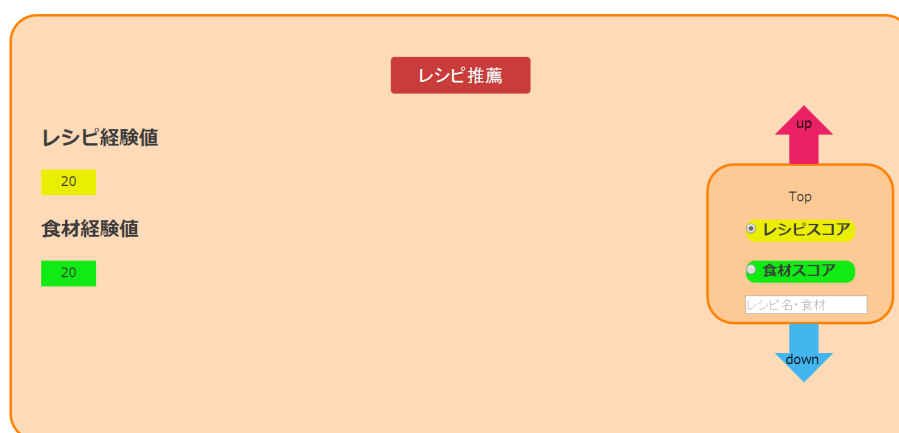 レシピ推薦
レシピ経験値
20
食材経験値
20
up
Top
レシピスコア
食材スコア
レシピ名・食材
down